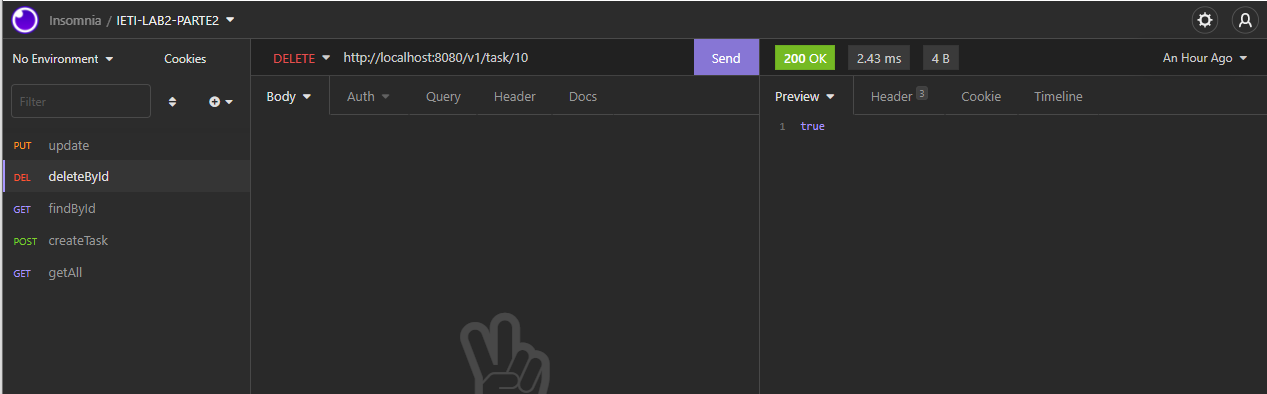 Insomnia / IETI-LAB2-PARTE2
No Environment Cookies
Filter
PUT update
DEL deleteById
GET findById
POST createTask
GET getAll
DELETE http://localhost:8080/v1/task/10 Send
Body Auth Query Header Docs
200 OK 2.43 ms 4 B An Hour Ago
Preview Header 3 Cookie Timeline
1 true